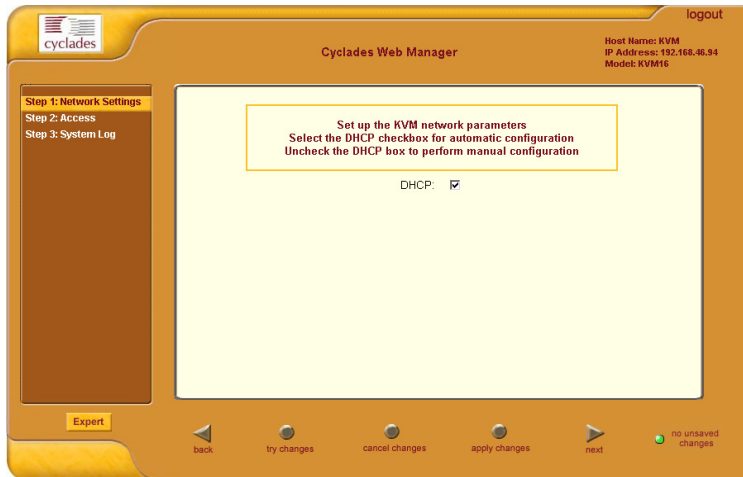 logout
cyclades
Cyclades Web Manager
Host Name: KVM
IP Address: 192.168.46.94
Model: KVM16
Step 1: Network Settings
Step 2: Access
Step 3: System Log
Set up the KVM network parameters
Select the DHCP checkbox for automatic configuration
Uncheck the DHCP box to perform manual configuration
DHCP:
Expert
back
try changes
cancel changes
apply changes
next
no unsaved
changes